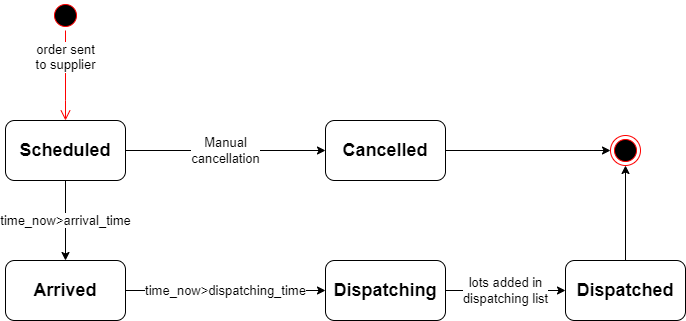 order sent
to supplier
Scheduled
Manual
cancellation
Cancelled
time_now>arrival_time
Arrived
time_now>dispatching_time
Dispatching
lots added in
dispatching list
Dispatched